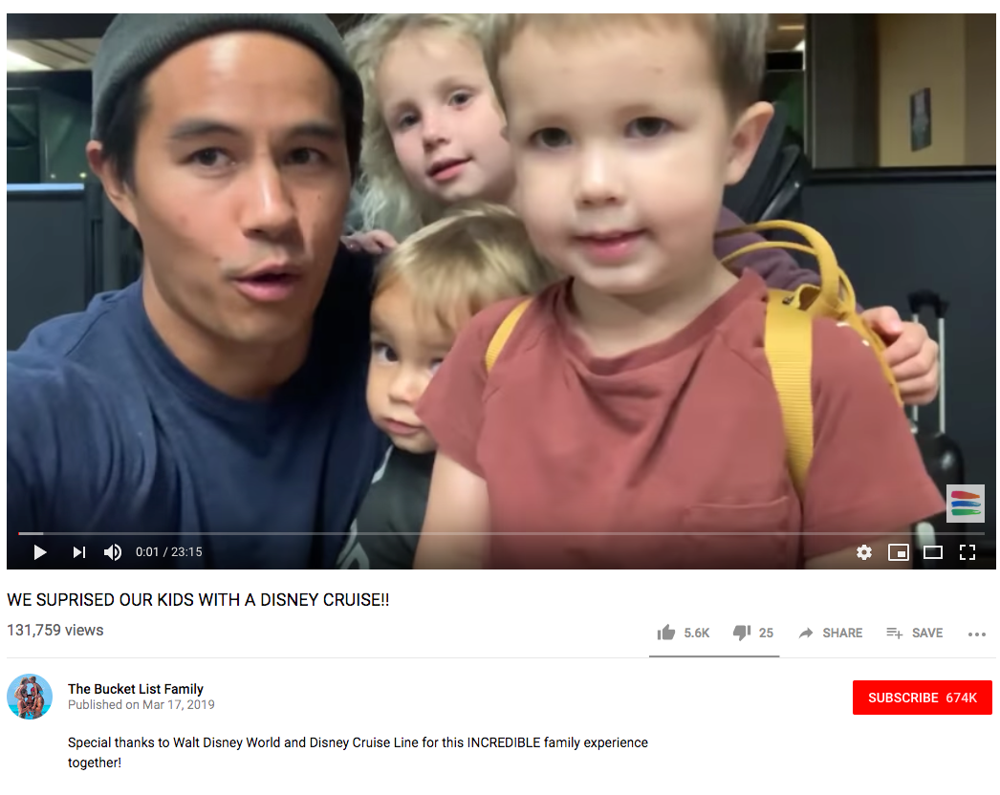 0:01 / 23:15
WE SUPRISED OUR KIDS WITH A DISNEY CRUISE!!
131,759 views
5.6K 25 SHARE SAVE
The Bucket List Family
Published on Mar 17, 2019
SUBSCRIBE 674K
Special thanks to Walt Disney World and Disney Cruise Line for this INCREDIBLE family experience
together!